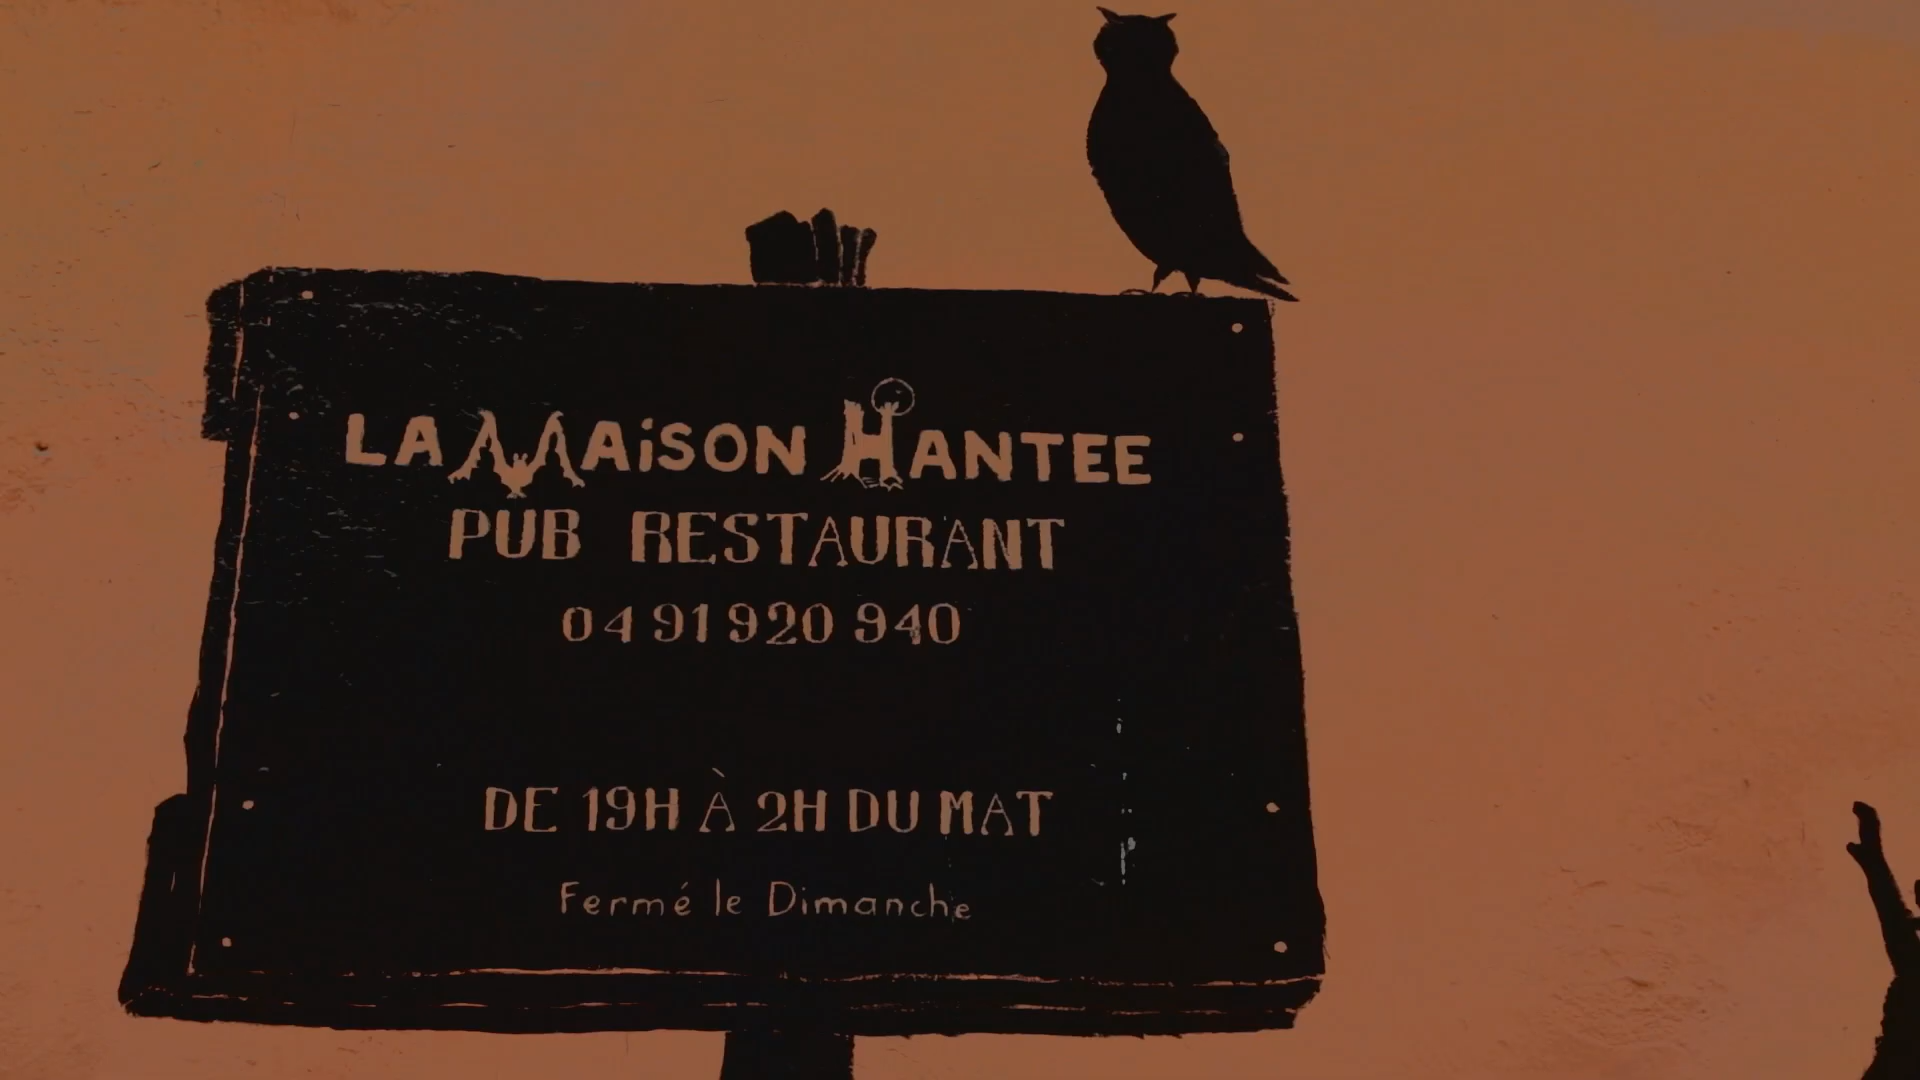 LA MAiSON HANTEE
PUB RESTAURANT
04 91 920 940
DE 19H À 2H DU MAT
Fermé le Dimanche